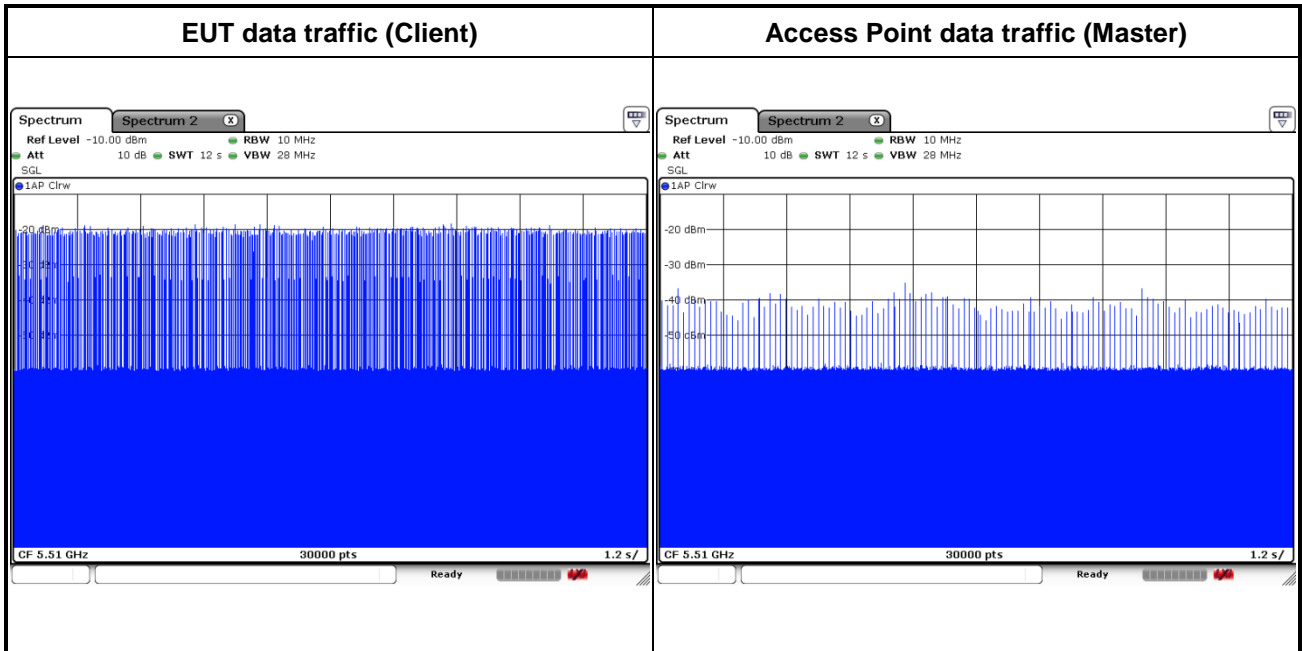 EUT data traffic (Client)
Access Point data traffic (Master)
Spectrum
Spectrum 2
X
Ref Level -10.00 dBm
RBW 10 MHz
Att 10 dB SWT 12 s VBW 28 MHz
SGL
1AP Clrw
-20 dBm
CF 5.51 GHz 30000 pts 1.2 s/
Ready
Spectrum
Spectrum 2
X
Ref Level -10.00 dBm
RBW 10 MHz
Att 10 dB SWT 12 s VBW 28 MHz
SGL
1AP Clrw
-20 dBm
-30 dBm
-40 dBm
-50 dBm
CF 5.51 GHz 30000 pts 1.2 s/
Ready